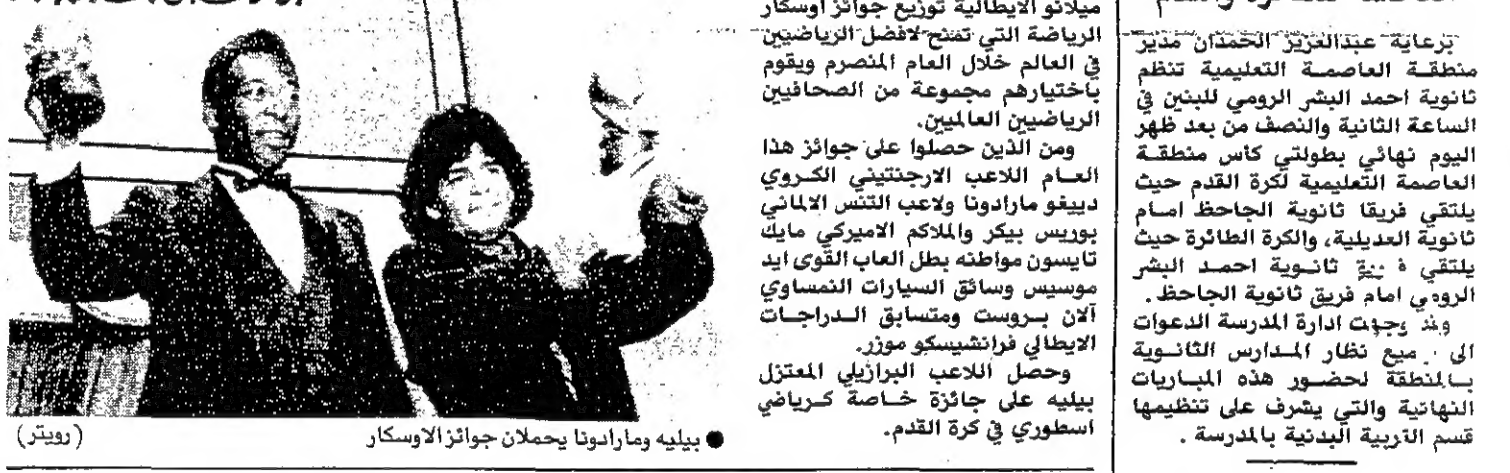 برعاية عبدالعزيز الحمدان مدير
منطقة العاصمة التعليمية تنظم
ثانوية احمد البشر الرومي للبنين في
الساعة الثانية والنصف من بعد ظهر
اليوم نهائي بطولتي كأس منطقة
العاصمة التعليمية لكرة القدم حيث
يلتقي فريقا ثانوية الجاحظ امام
ثانوية العديلية، والكرة الطائرة حيث
يلتقي ثانوية احمد البشر
الرومي امام فريق ثانوية الجاحظ.
وجهت ادارة المدرسة الدعوات
الى نظار المدارس الثانوية
بالمنطقة لحضور هذه المباريات
النهائية والتي يشرف على تنظيمها
قسم التربية البدنية بالمدرسة.
ميلانو الايطالية توزيع جوائز اوسكار
الرياضة التي تمنح لافضل الرياضيين
في العالم خلال العام المنصرم ويقوم
باختيارهم مجموعة من الصحافيين
الرياضيين العالميين.
ومن الذين حصلوا على جوائز هذا
العام اللاعب الارجنتيني الكروي
دييغو مارادونا ولاعب التنس الالماني
بوريس بيكر والملاكم الاميركي مايك
تايسون مواطنه بطل العاب القوى ايد
موسيس وسائق السيارات النمساوي
آلان بروست ومتسابق الدراجات
الايطالي فرانشيسكو موزر.
وحصل اللاعب البرازيلي المعتزل
بيليه على جائزة خاصة كرياضي
اسطوري في كرة القدم.
● بيليه ومارادونا يحملان جوائز الاوسكار (رويتر)